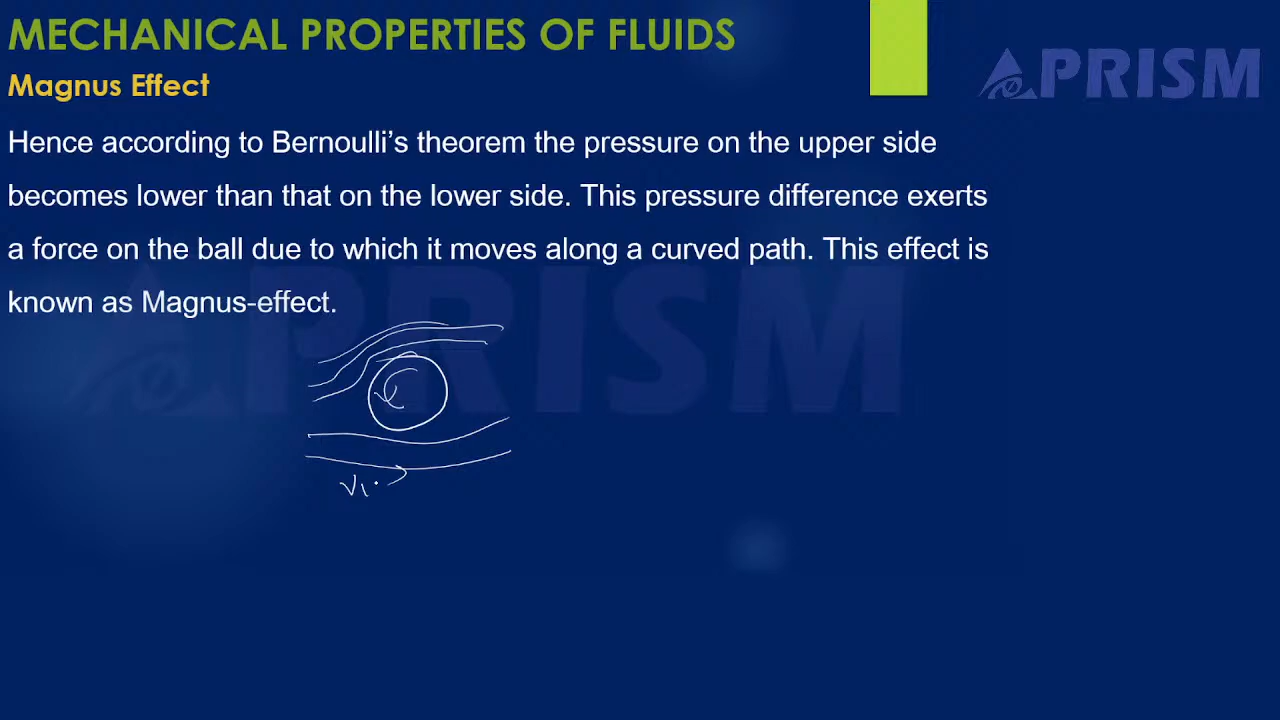 MECHANICAL PROPERTIES OF FLUIDS
PRISM
Magnus Effect
Hence according to Bernoulli’s theorem the pressure on the upper side
becomes lower than that on the lower side. This pressure difference exerts
a force on the ball due to which it moves along a curved path. This effect is
known as Magnus-effect.
PRISM
V1